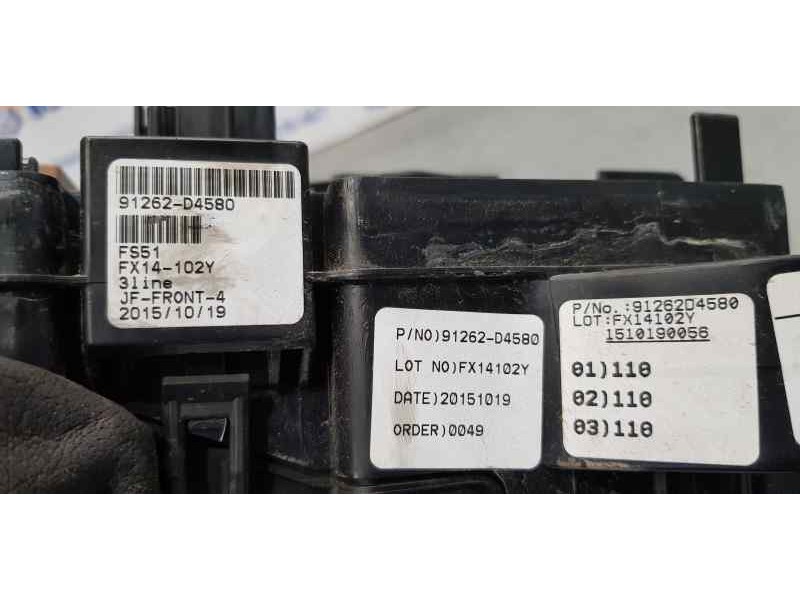 91262-D4580
FS51
FX14-102Y
3line
JF-FRONT-4
2015/10/19
P/NO)91262-D4580
LOT NO)FX14102Y
DATE)20151019
ORDER)0049
P/No.:91262D4580
LOT:FX14102Y
1510190056
01)110
02)110
03)110